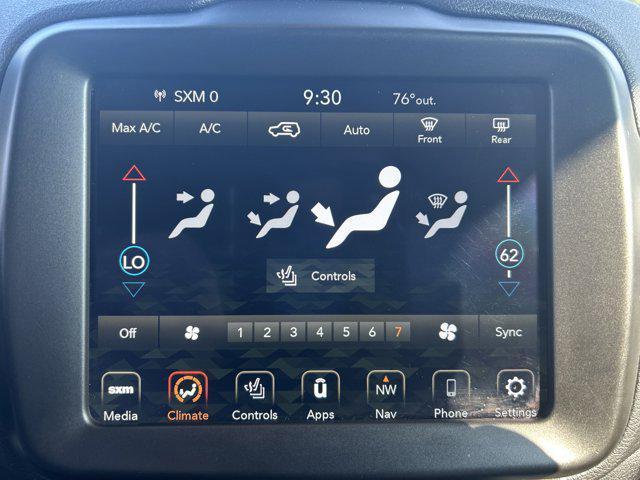 SXM 0 9:30 76° out.
Max A/C A/C Auto Front Rear
LO 62
Controls
Off 1 2 3 4 5 6 7 Sync
sxm u NW
Media Climate Controls Apps Nav Phone Settings